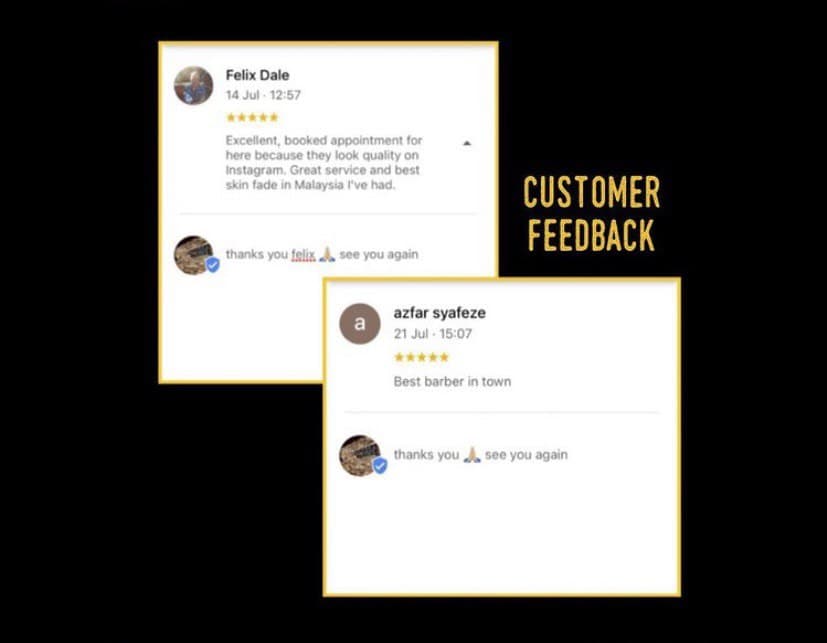 Felix Dale
14 Jul · 12:57
Excellent, booked appointment for
here because they look quality on
Instagram. Great service and best
skin fade in Malaysia I've had.
thanks you felix 🙏🏼 see you again
CUSTOMER
FEEDBACK
a
azfar syafeze
21 Jul · 15:07
Best barber in town
thanks you 🙏🏼 see you again